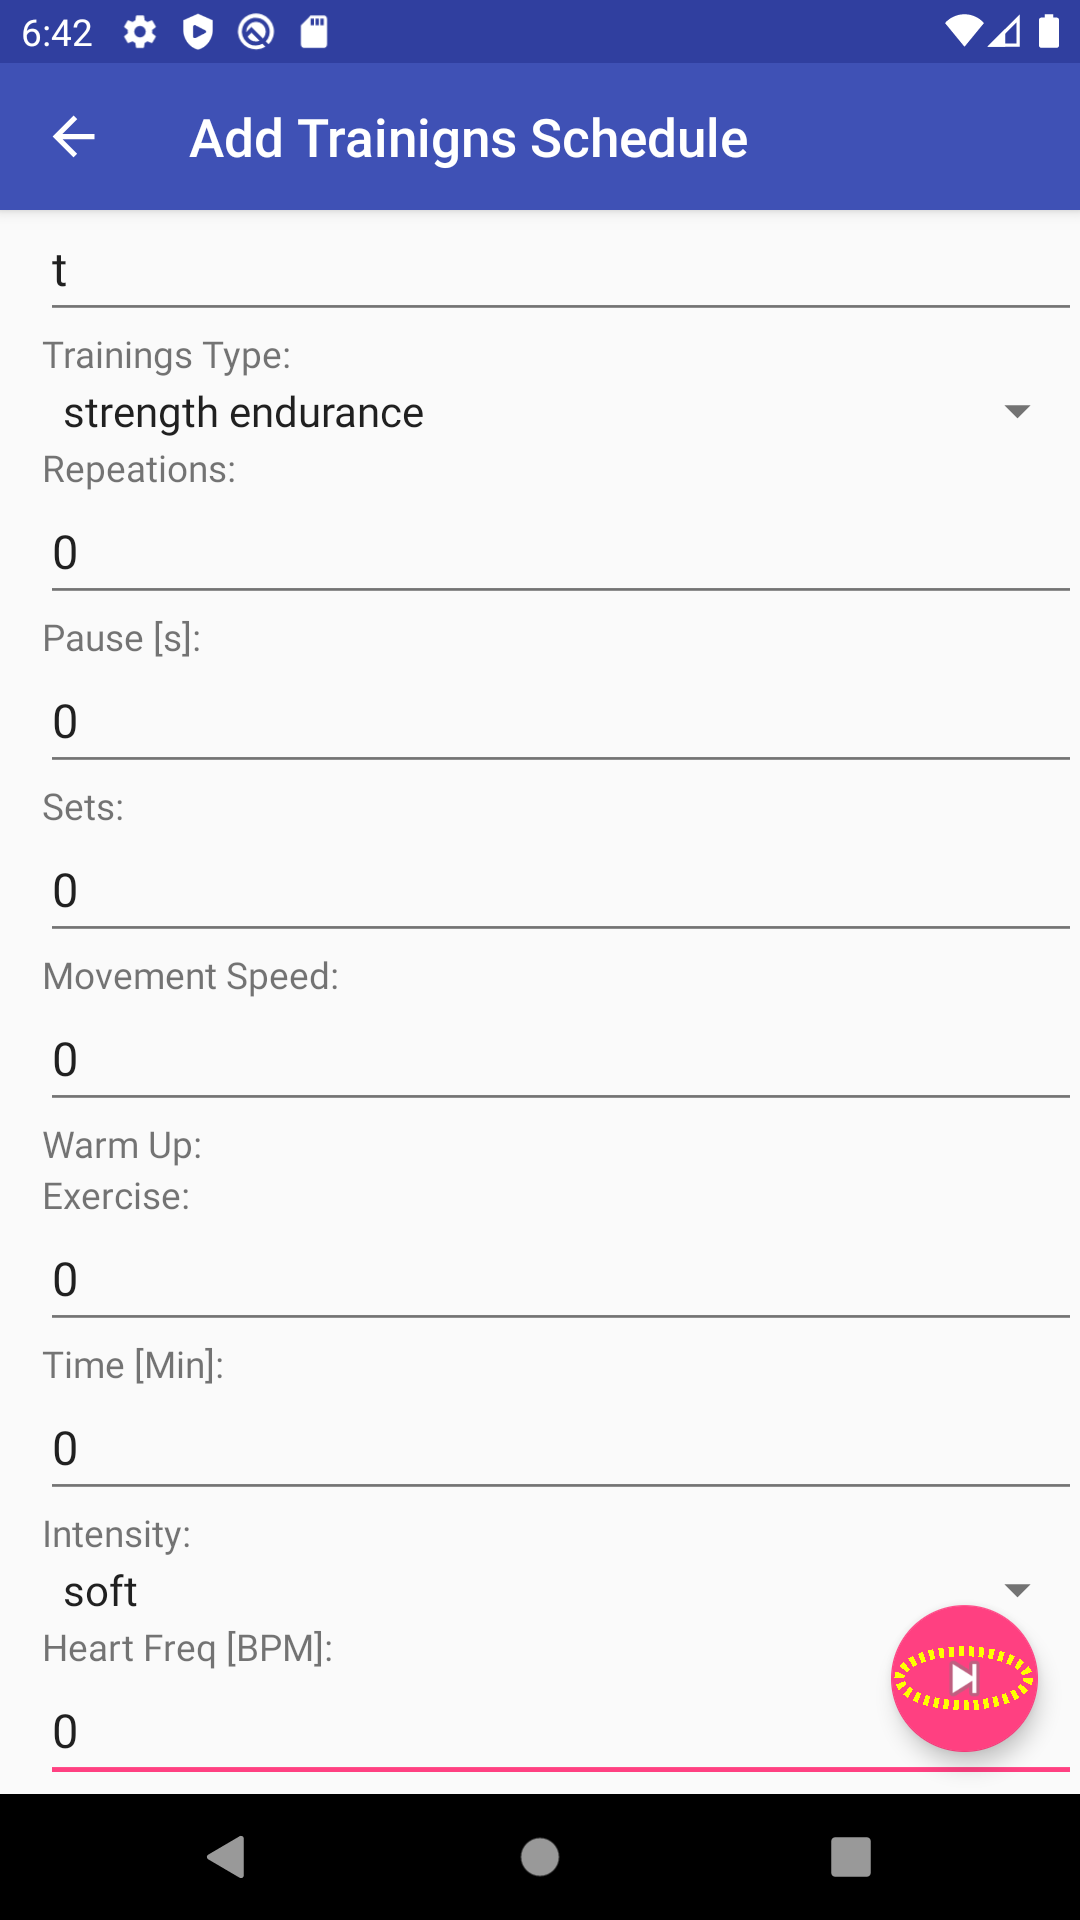 6:42
Add Trainigns Schedule
t
Trainings Type:
strength endurance
Repeations:
0
Pause [s]:
0
Sets:
0
Movement Speed:
0
Warm Up:
Exercise:
0
Time [Min]:
0
Intensity:
soft
Heart Freq [BPM]:
0